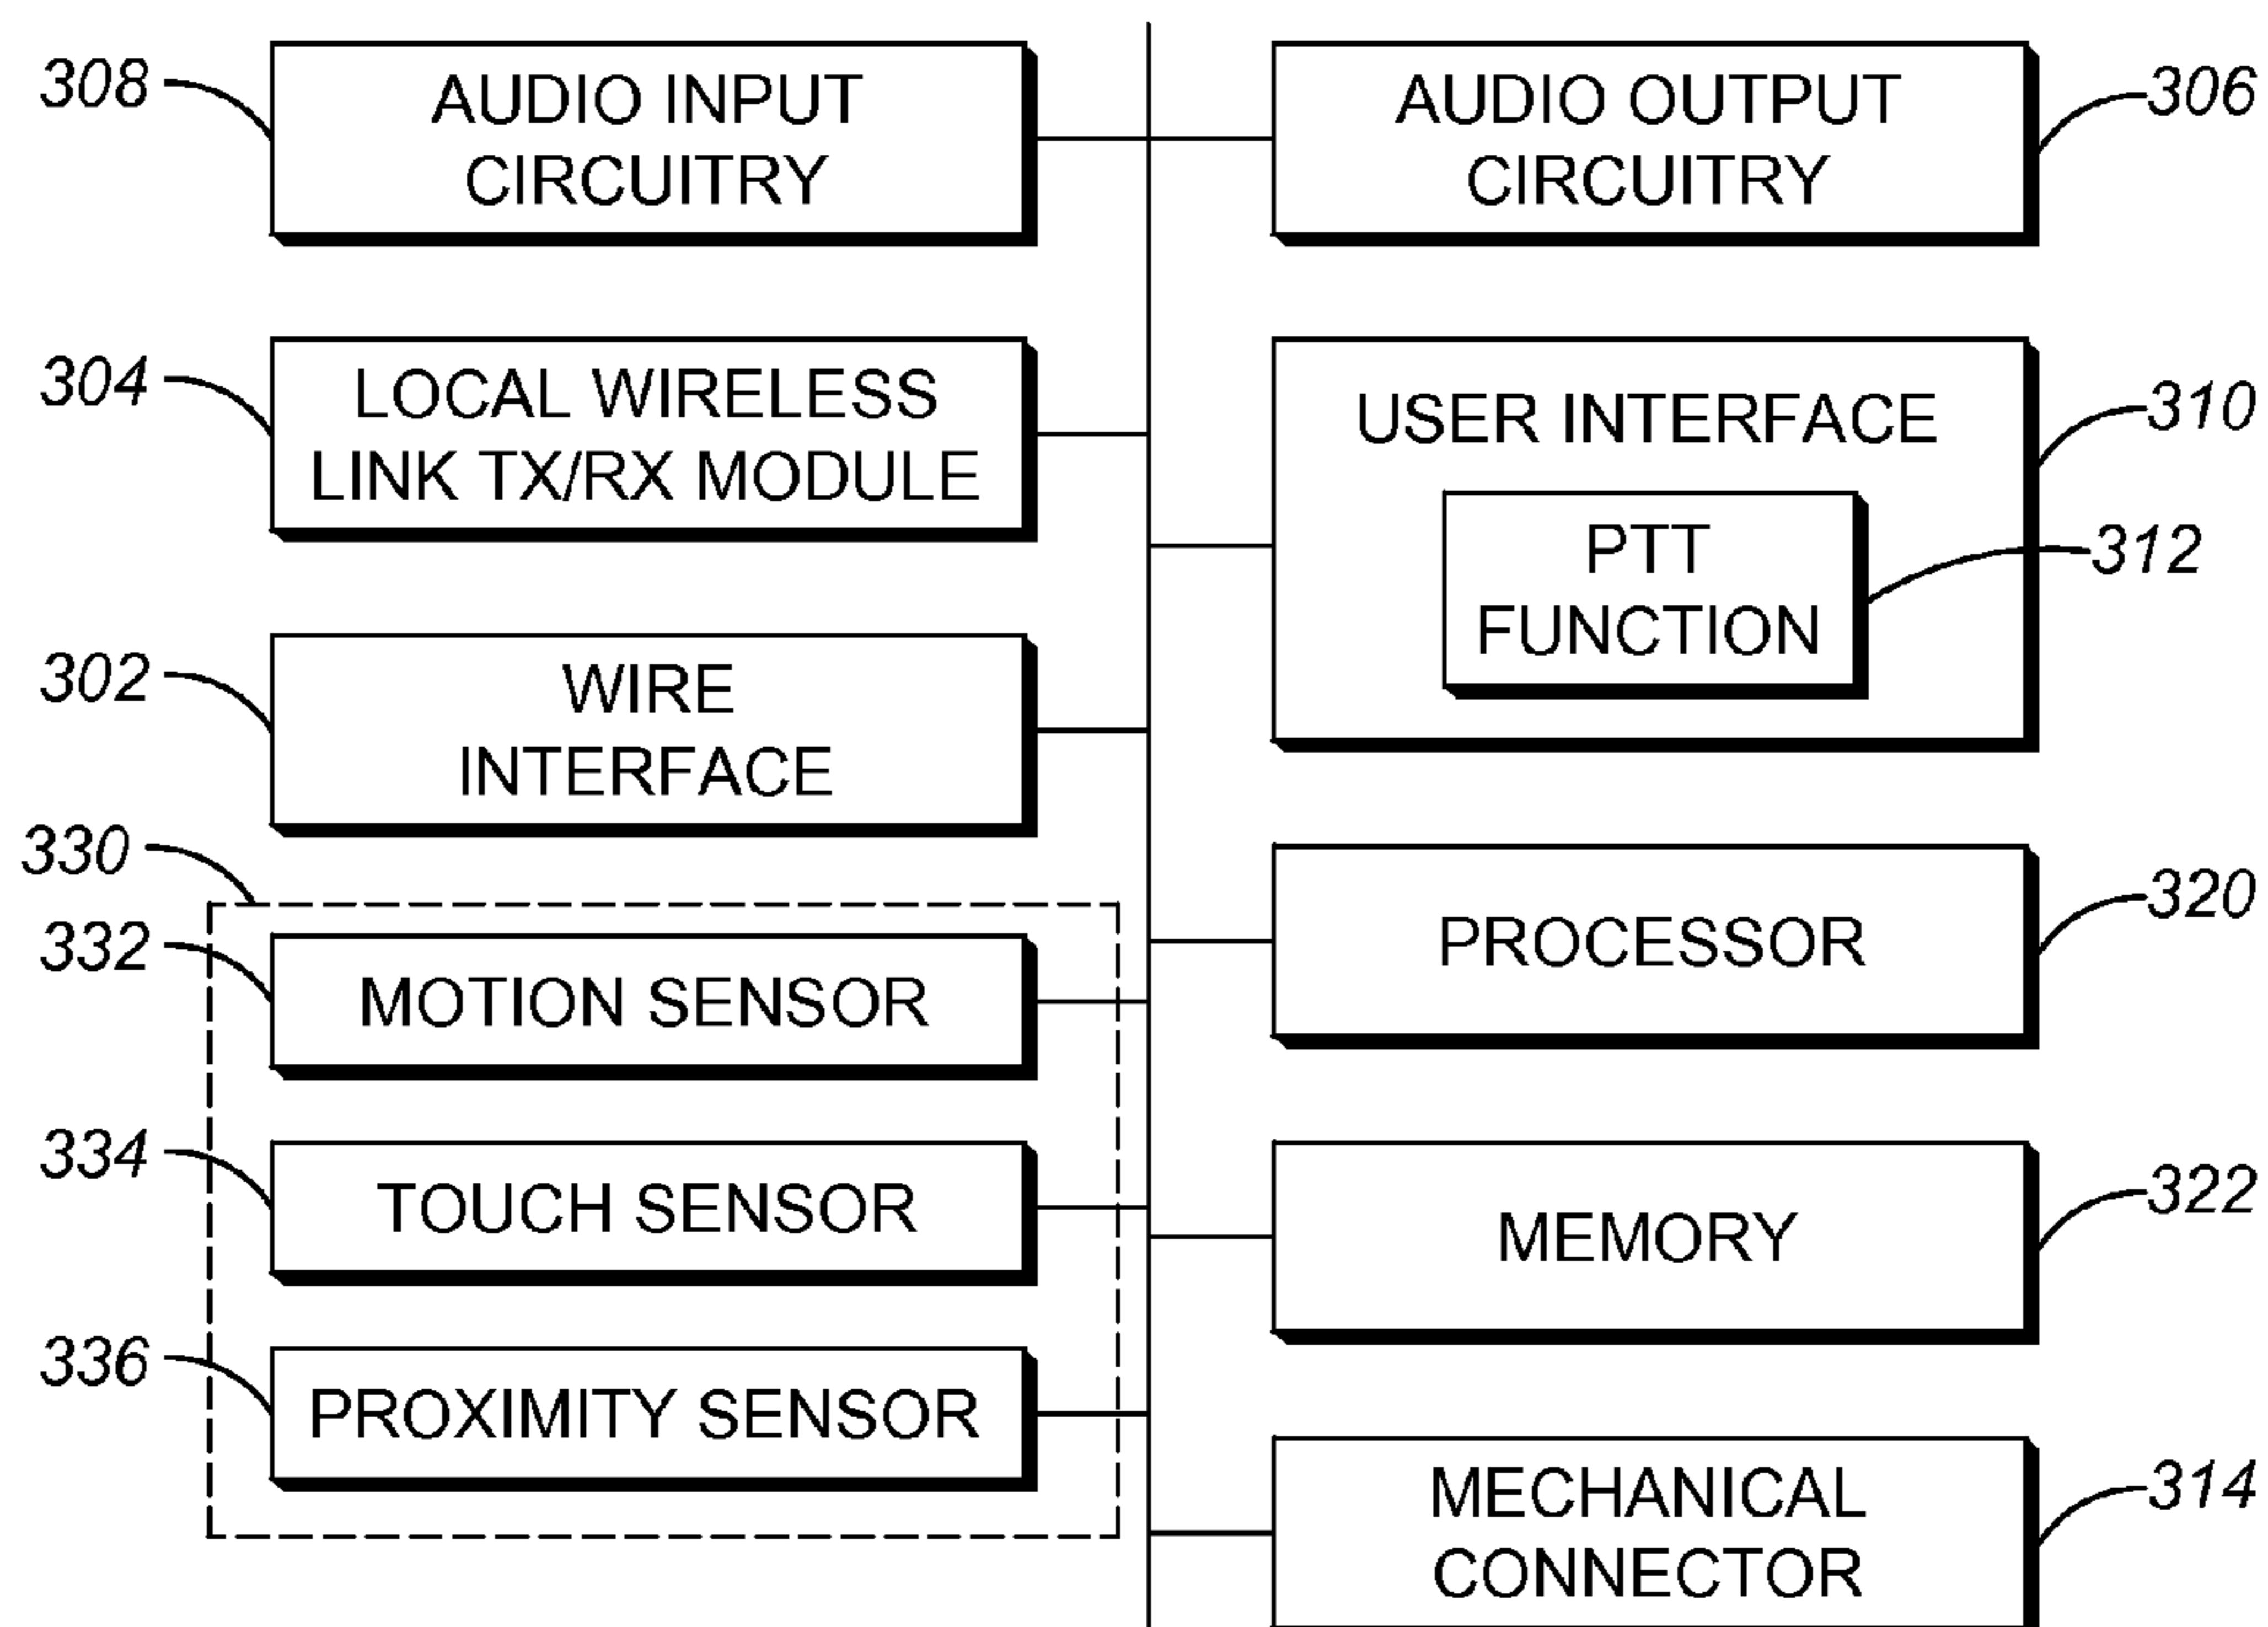 308
AUDIO INPUT
CIRCUITRY
AUDIO OUTPUT
CIRCUITRY
306
304
LOCAL WIRELESS
LINK TX/RX MODULE
USER INTERFACE
310
PTT
FUNCTION
312
302
WIRE
INTERFACE
330
332
MOTION SENSOR
PROCESSOR
320
334
TOUCH SENSOR
MEMORY
322
336
PROXIMITY SENSOR
MECHANICAL
CONNECTOR
314